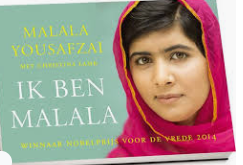 MALALA
YOUSAFZAI
MET CHRISTINA LAMB
IK BEN
MALALA
WINNAAR NOBELPRIJS VOOR DE VREDE 2014